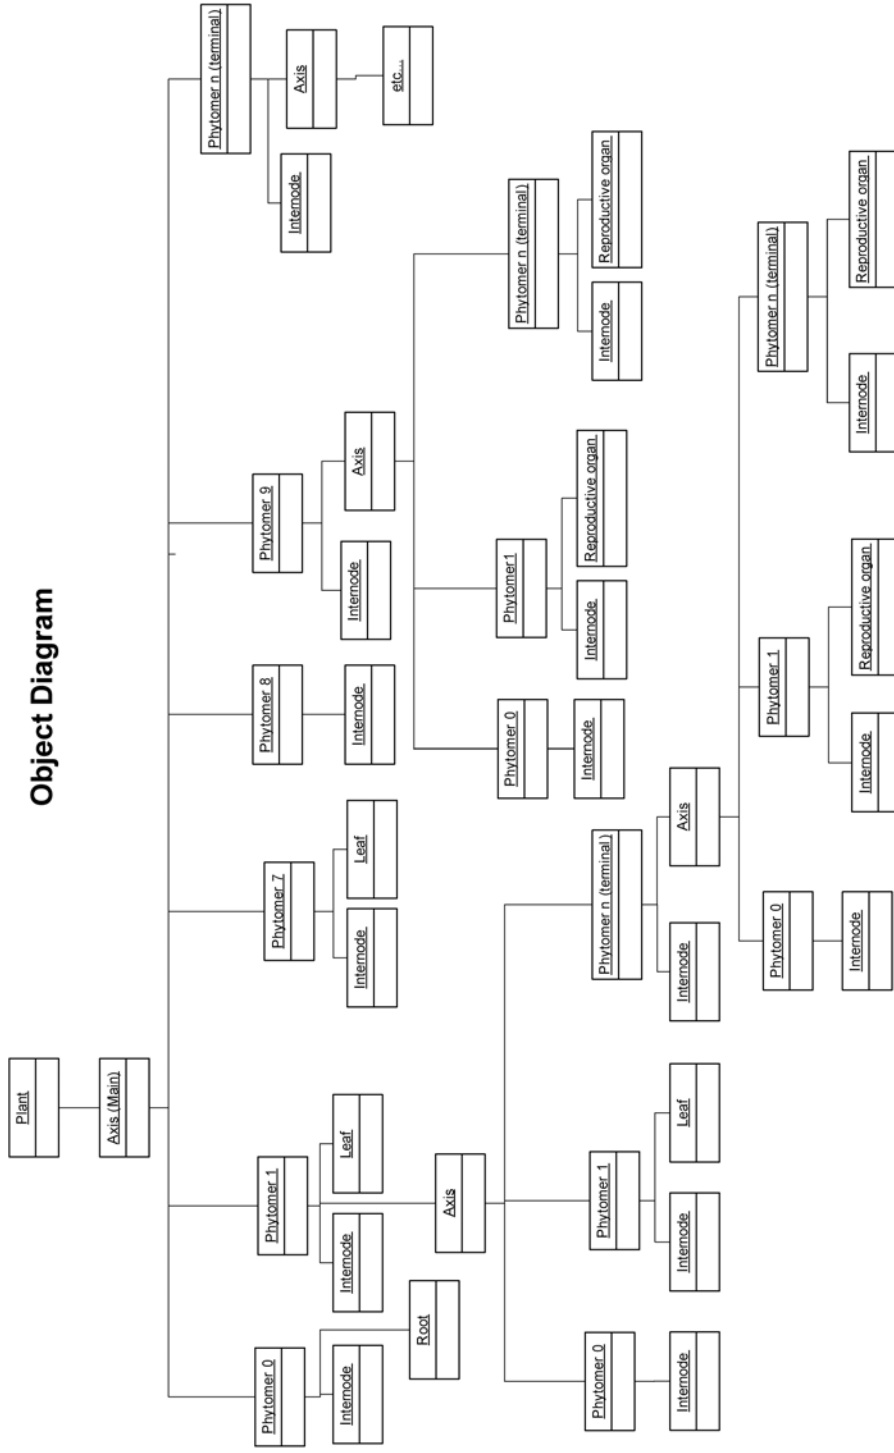 Object Diagram
Plant
Axis (Main)
Phytomer 0
Phytomer 1
Phytomer 7
Phytomer 8
Phytomer 9
Phytomer n (terminal)
Internode
Internode
Leaf
Internode
Leaf
Internode
Internode
Axis
Internode
Axis
Root
Axis
etc...
Phytomer 0
Phytomer1
Phytomer n (terminal)
Internode
Internode
Reproductive organ
Internode
Reproductive organ
Phytomer 0
Phytomer 1
Phytomer n (terminal)
Internode
Internode
Leaf
Internode
Axis
Phytomer 0
Phytomer 1
Phytomer n (terminal)
Internode
Internode
Reproductive organ
Internode
Reproductive organ